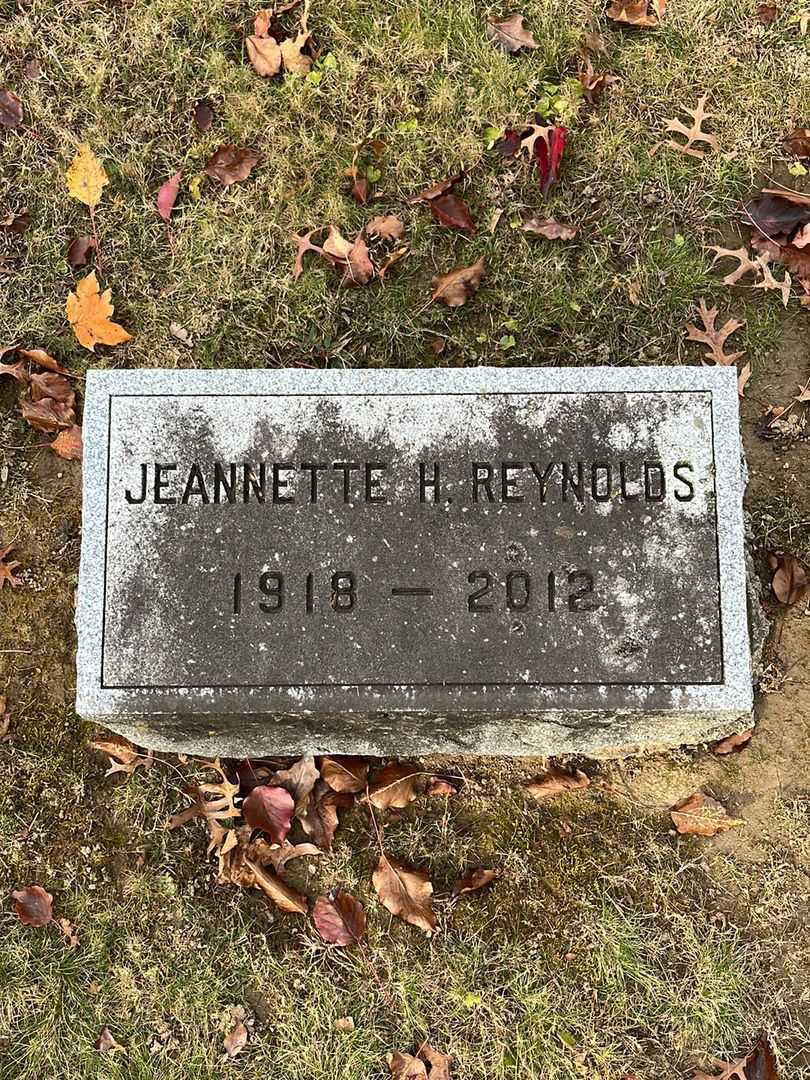 JEANNETTE H. REYNOLDS
1918 — 2012